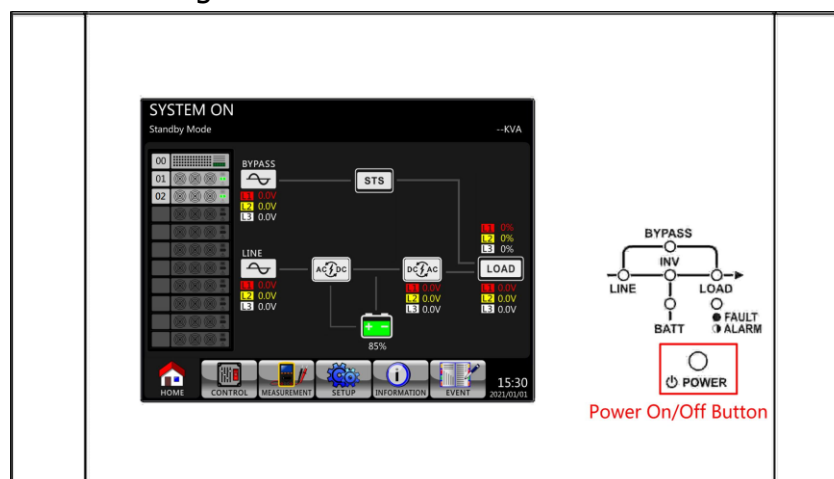 SYSTEM ON
Standby Mode
--KVA
00
01
02
BYPASS
L1 0.0V
L2 0.0V
L3 0.0V
STS
L1 0%
L2 0%
L3 0%
LINE
AC DC
DC AC
LOAD
L1 0.0V
L2 0.0V
L3 0.0V
L1 0.0V
L2 0.0V
L3 0.0V
L1 0.0V
L2 0.0V
L3 0.0V
85%
HOME
CONTROL
MEASUREMENT
SETUP
INFORMATION
EVENT
15:30
2021/01/01
BYPASS
INV
LINE
LOAD
BATT
FAULT
ALARM
POWER
Power On/Off Button